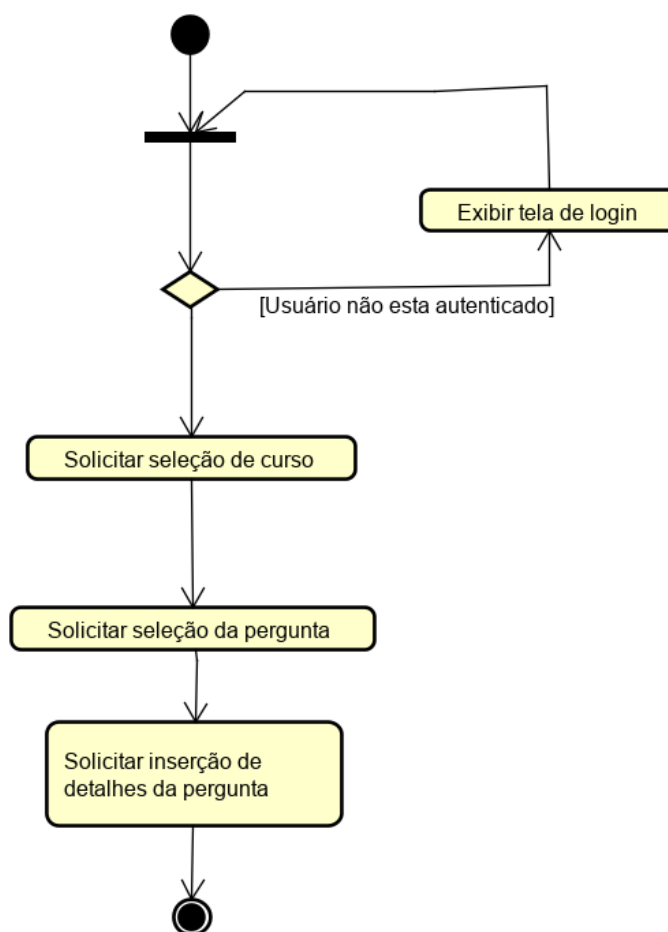 Exibir tela de login
[Usuário não esta autenticado]
Solicitar seleção de curso
Solicitar seleção da pergunta
Solicitar inserção de
detalhes da pergunta